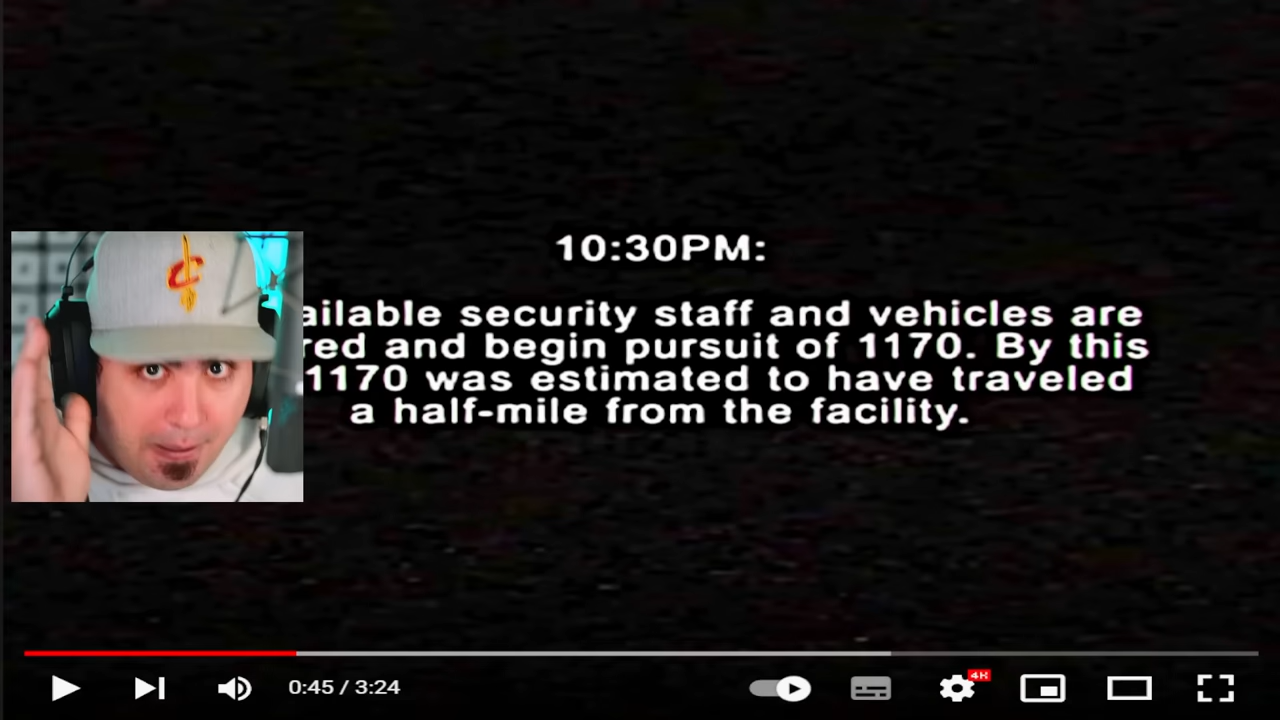 10:30PM:
ailable security staff and vehicles are
red and begin pursuit of 1170. By this
1170 was estimated to have traveled
a half-mile from the facility.
0:45 / 3:24
4K